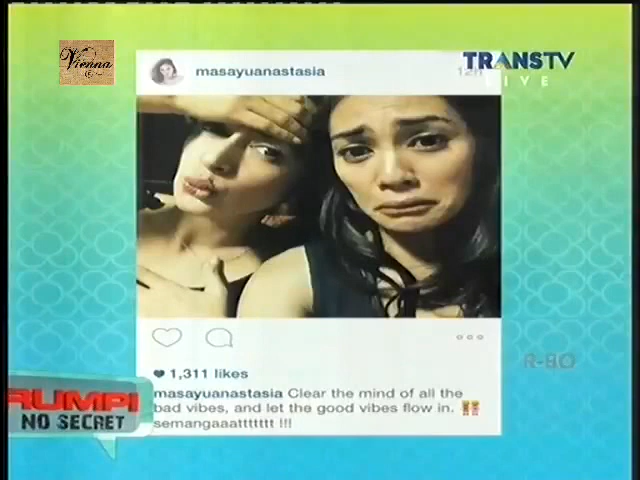 Vienna
masayuanastasia
12h
TRANSTV
LIVE
1,311 likes
masayuanastasia Clear the mind of all the
bad vibes, and let the good vibes flow in.
semangaaatttttt !!!
R-BO
RUMPI
NO SECRET